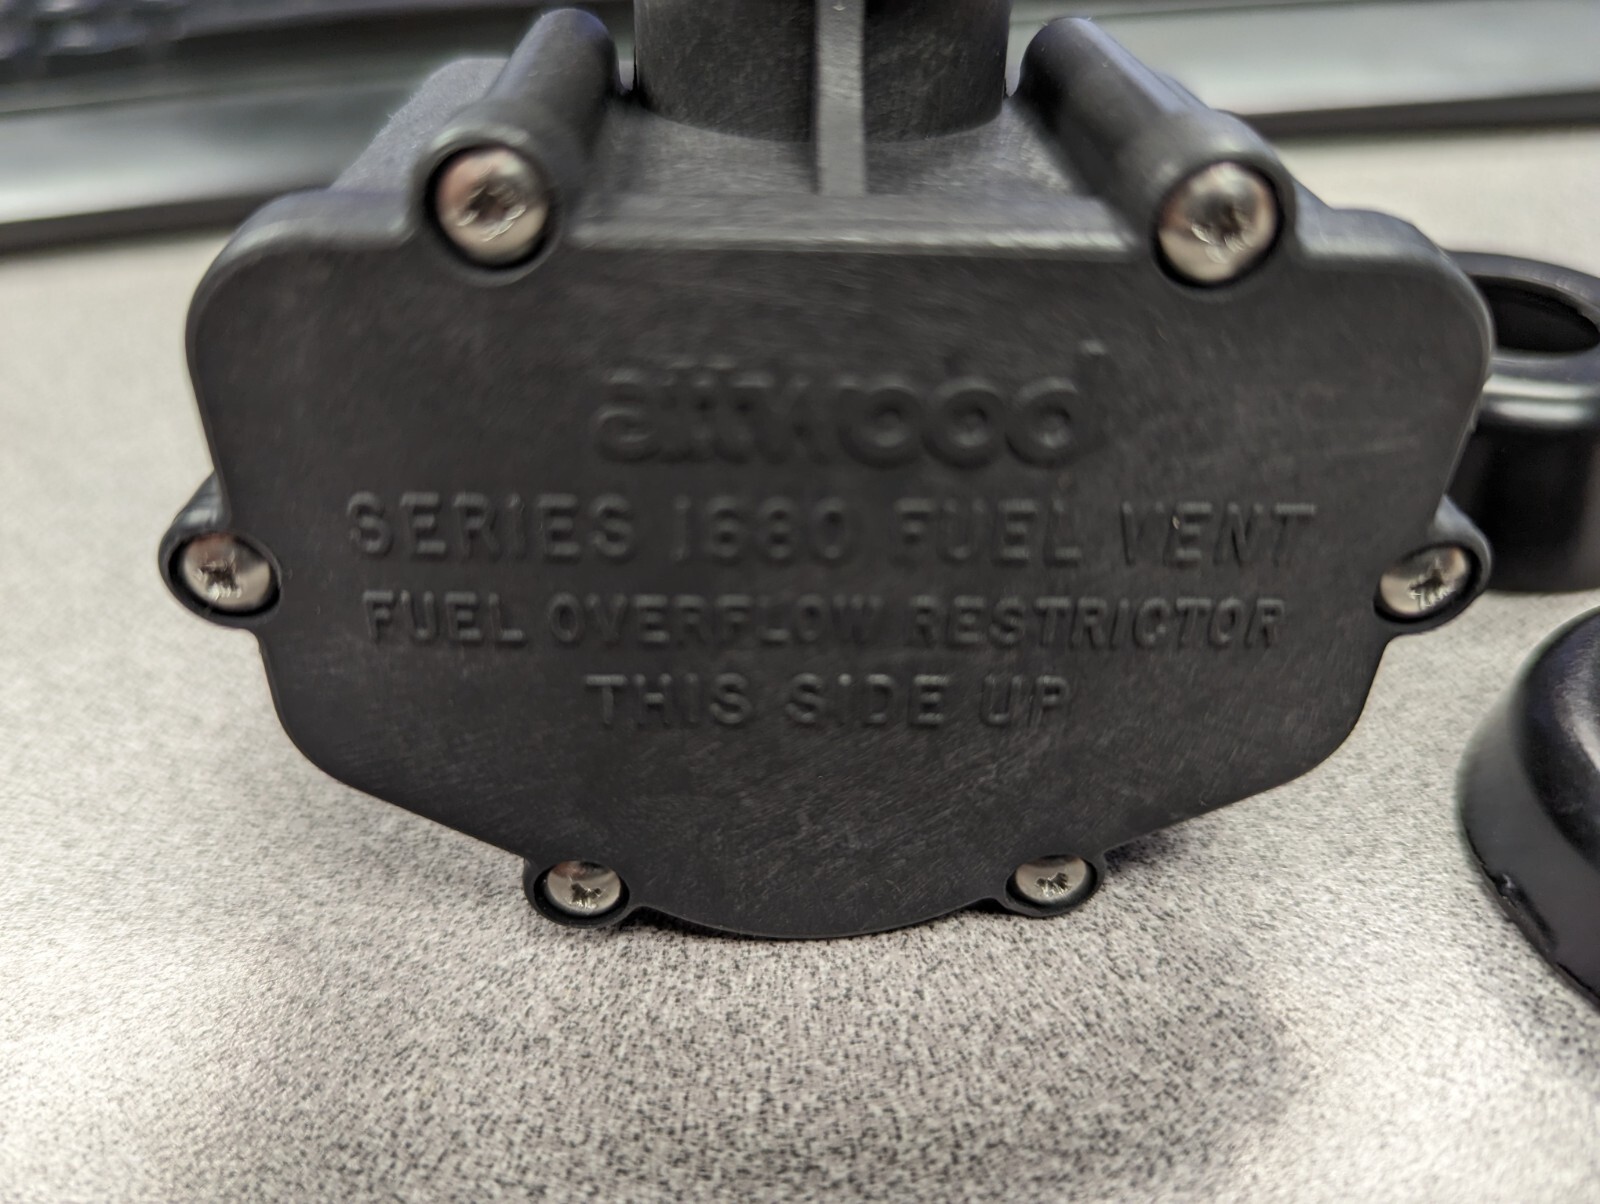 attwood
SERIES 1680 FUEL VENT
FUEL OVERFLOW RESTRICTOR
THIS SIDE UP